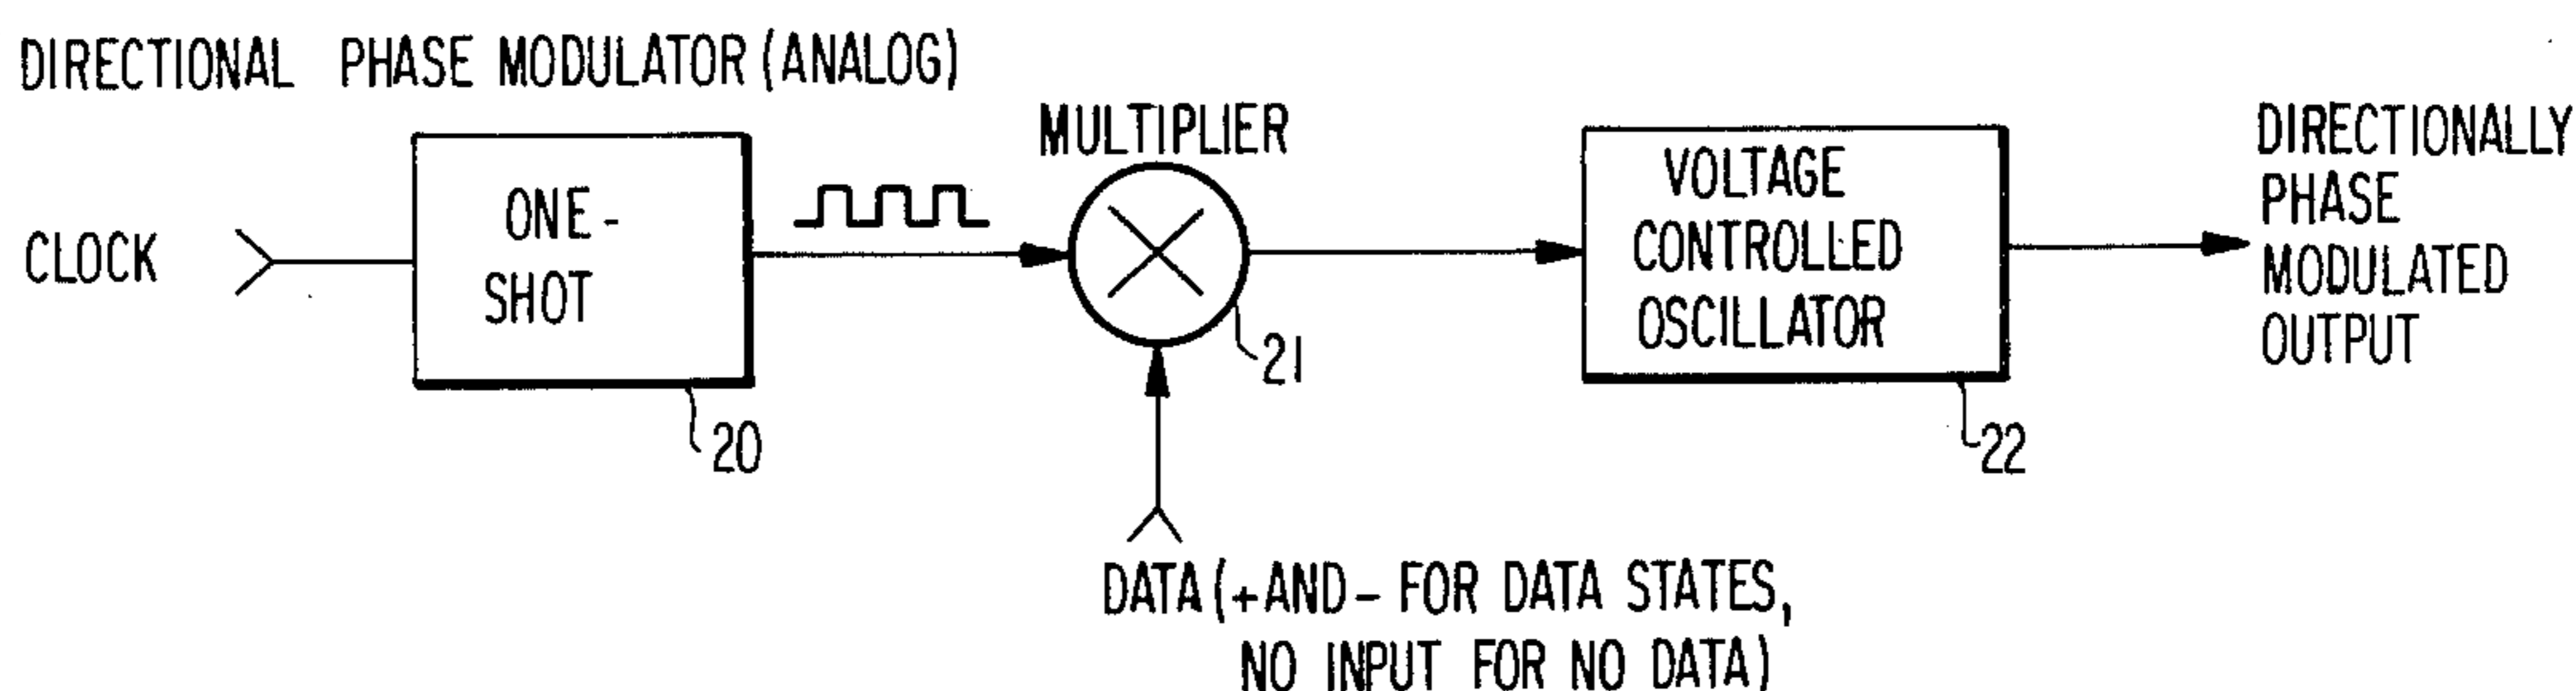 DIRECTIONAL PHASE MODULATOR (ANALOG)
MULTIPLIER
CLOCK
ONE-
SHOT
VOLTAGE
CONTROLLED
OSCILLATOR
DIRECTIONALLY
PHASE
MODULATED
OUTPUT
20
21
22
DATA (+AND- FOR DATA STATES,
NO INPUT FOR NO DATA)